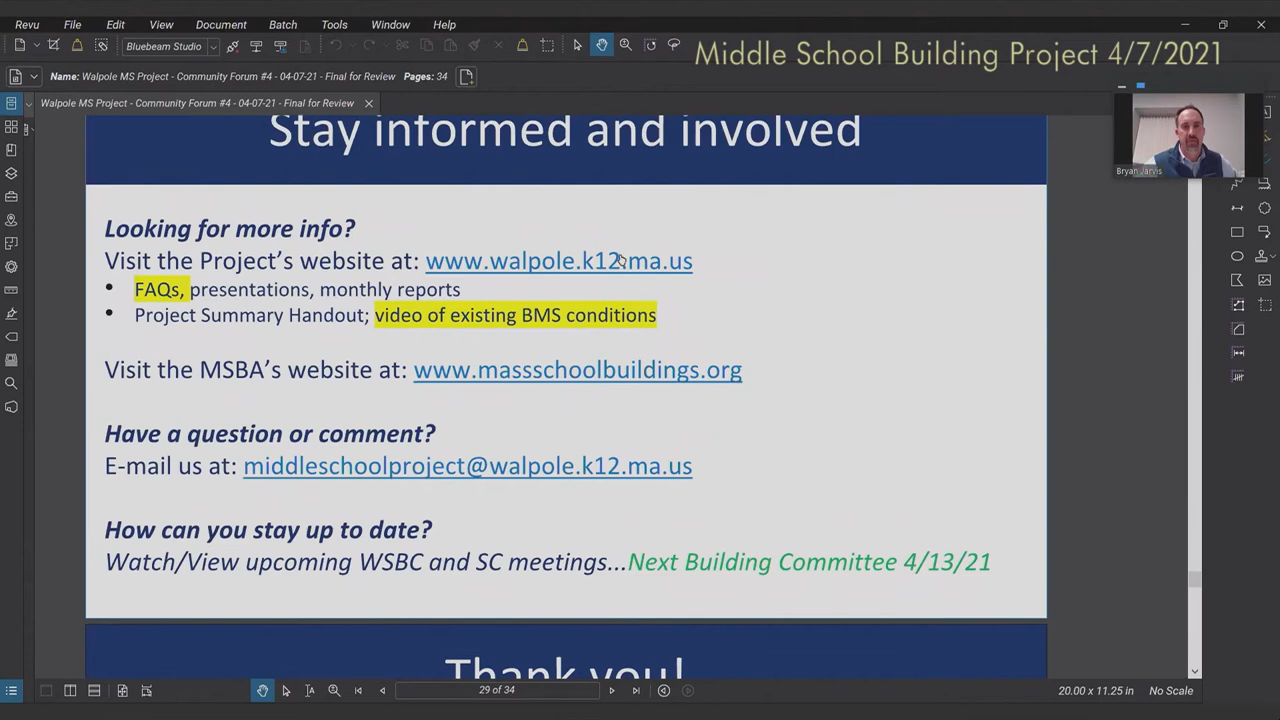 Revu File Edit View Document Batch Tools Window Help
Bluebeam Studio
Middle School Building Project 4/7/2021
Name: Walpole MS Project - Community Forum #4 - 04-07-21 - Final for Review Pages: 34
Walpole MS Project - Community Forum #4 - 04-07-21 - Final for Review
Bryan Jarvis
Stay informed and involved
Looking for more info?
Visit the Project's website at: www.walpole.k12.ma.us
• FAQs, presentations, monthly reports
• Project Summary Handout; video of existing BMS conditions
Visit the MSBA's website at: www.massschoolbuildings.org
Have a question or comment?
E-mail us at: middleschoolproject@walpole.k12.ma.us
How can you stay up to date?
Watch/View upcoming WSBC and SC meetings...Next Building Committee 4/13/21
Thank you!
29 of 34
20.00 x 11.25 in No Scale